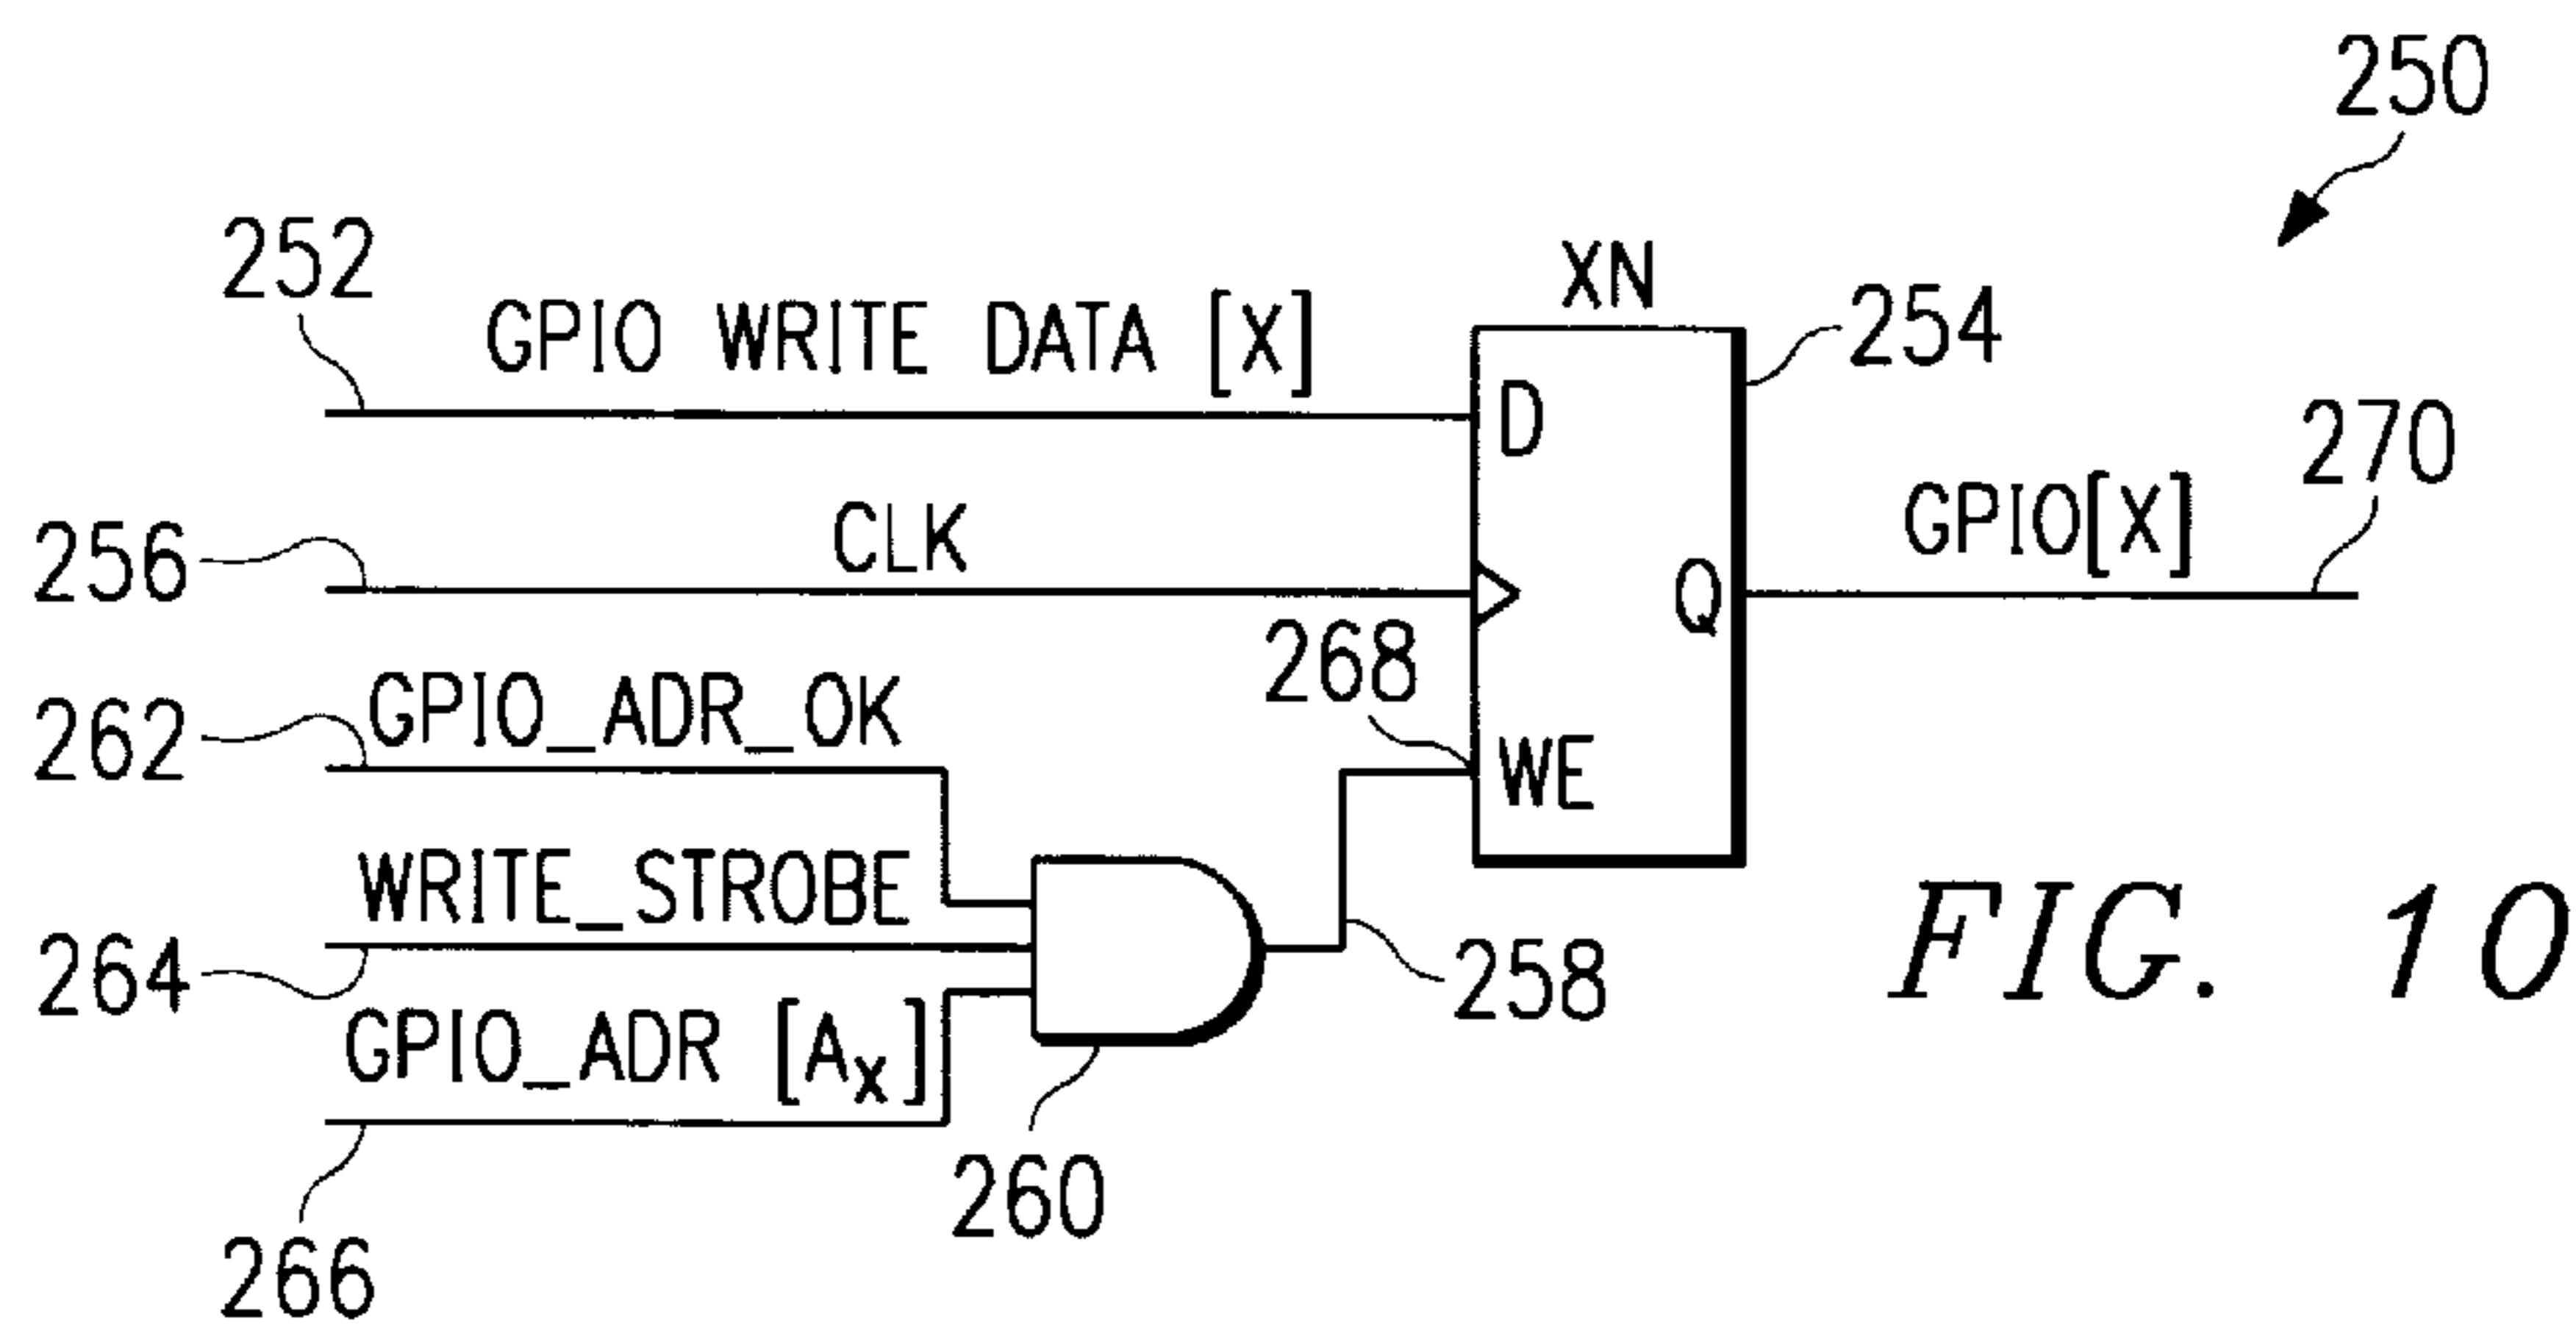 250
252
GPIO WRITE DATA [X]
XN
254
D
270
256
CLK
GPIO[X]
Q
268
262
GPIO_ADR_OK
WE
WRITE_STROBE
264
258
FIG. 10
GPIO_ADR [Ax]
260
266